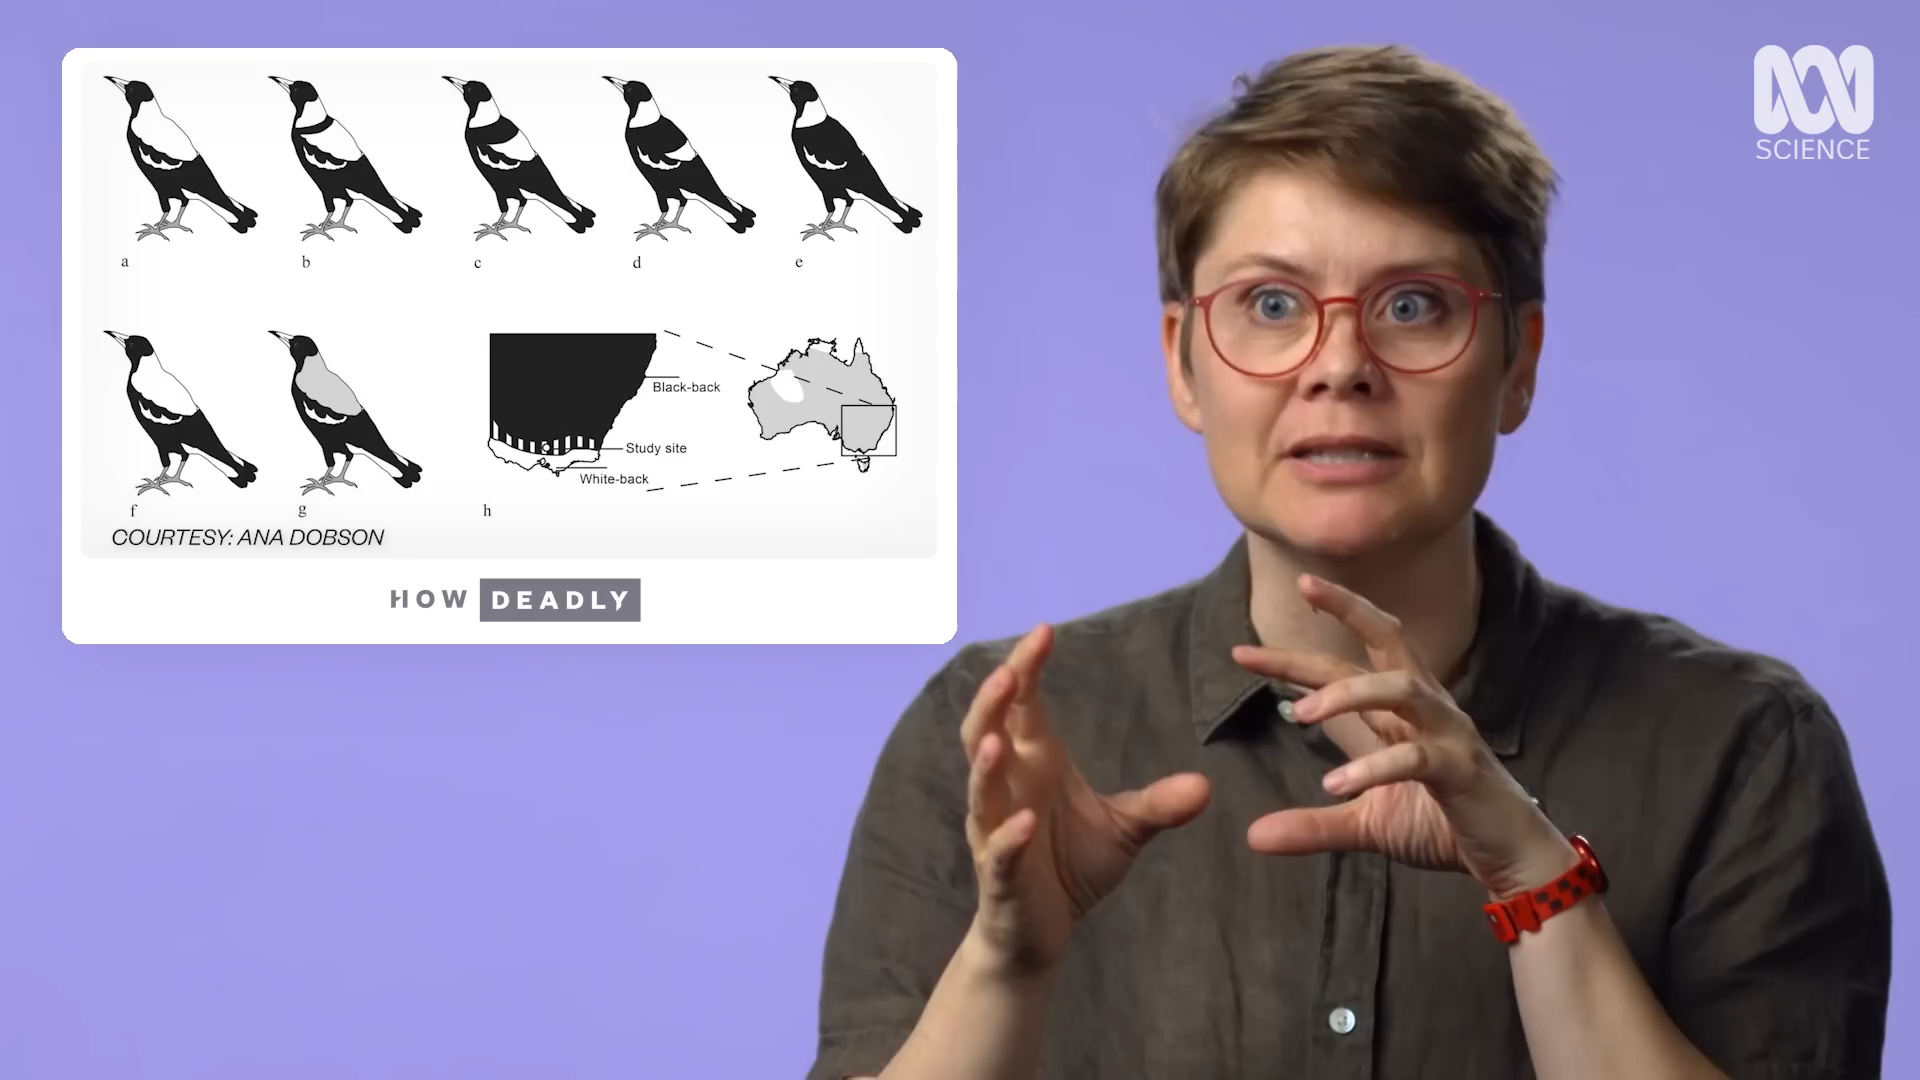 SCIENCE
a
b
c
d
e
Black-back
Study site
White-back
f
g
h
COURTESY: ANA DOBSON
HOW DEADLY